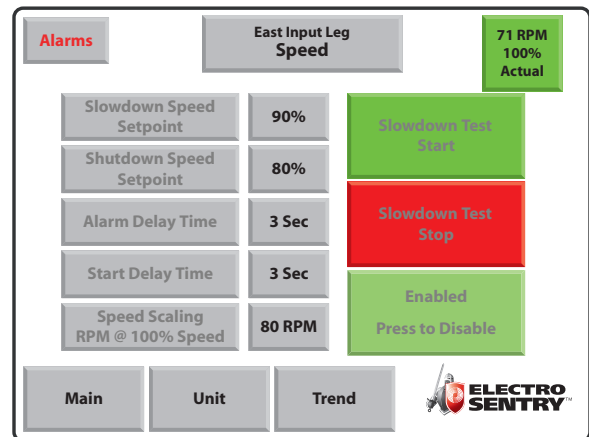 Alarms
East Input Leg
Speed
71 RPM
100%
Actual
Slowdown Speed
Setpoint
90%
Slowdown Test
Start
Shutdown Speed
Setpoint
80%
Alarm Delay Time
3 Sec
Slowdown Test
Stop
Start Delay Time
3 Sec
Enabled
Press to Disable
Speed Scaling
RPM @ 100% Speed
80 RPM
Main
Unit
Trend
ELECTRO
SENTRY™